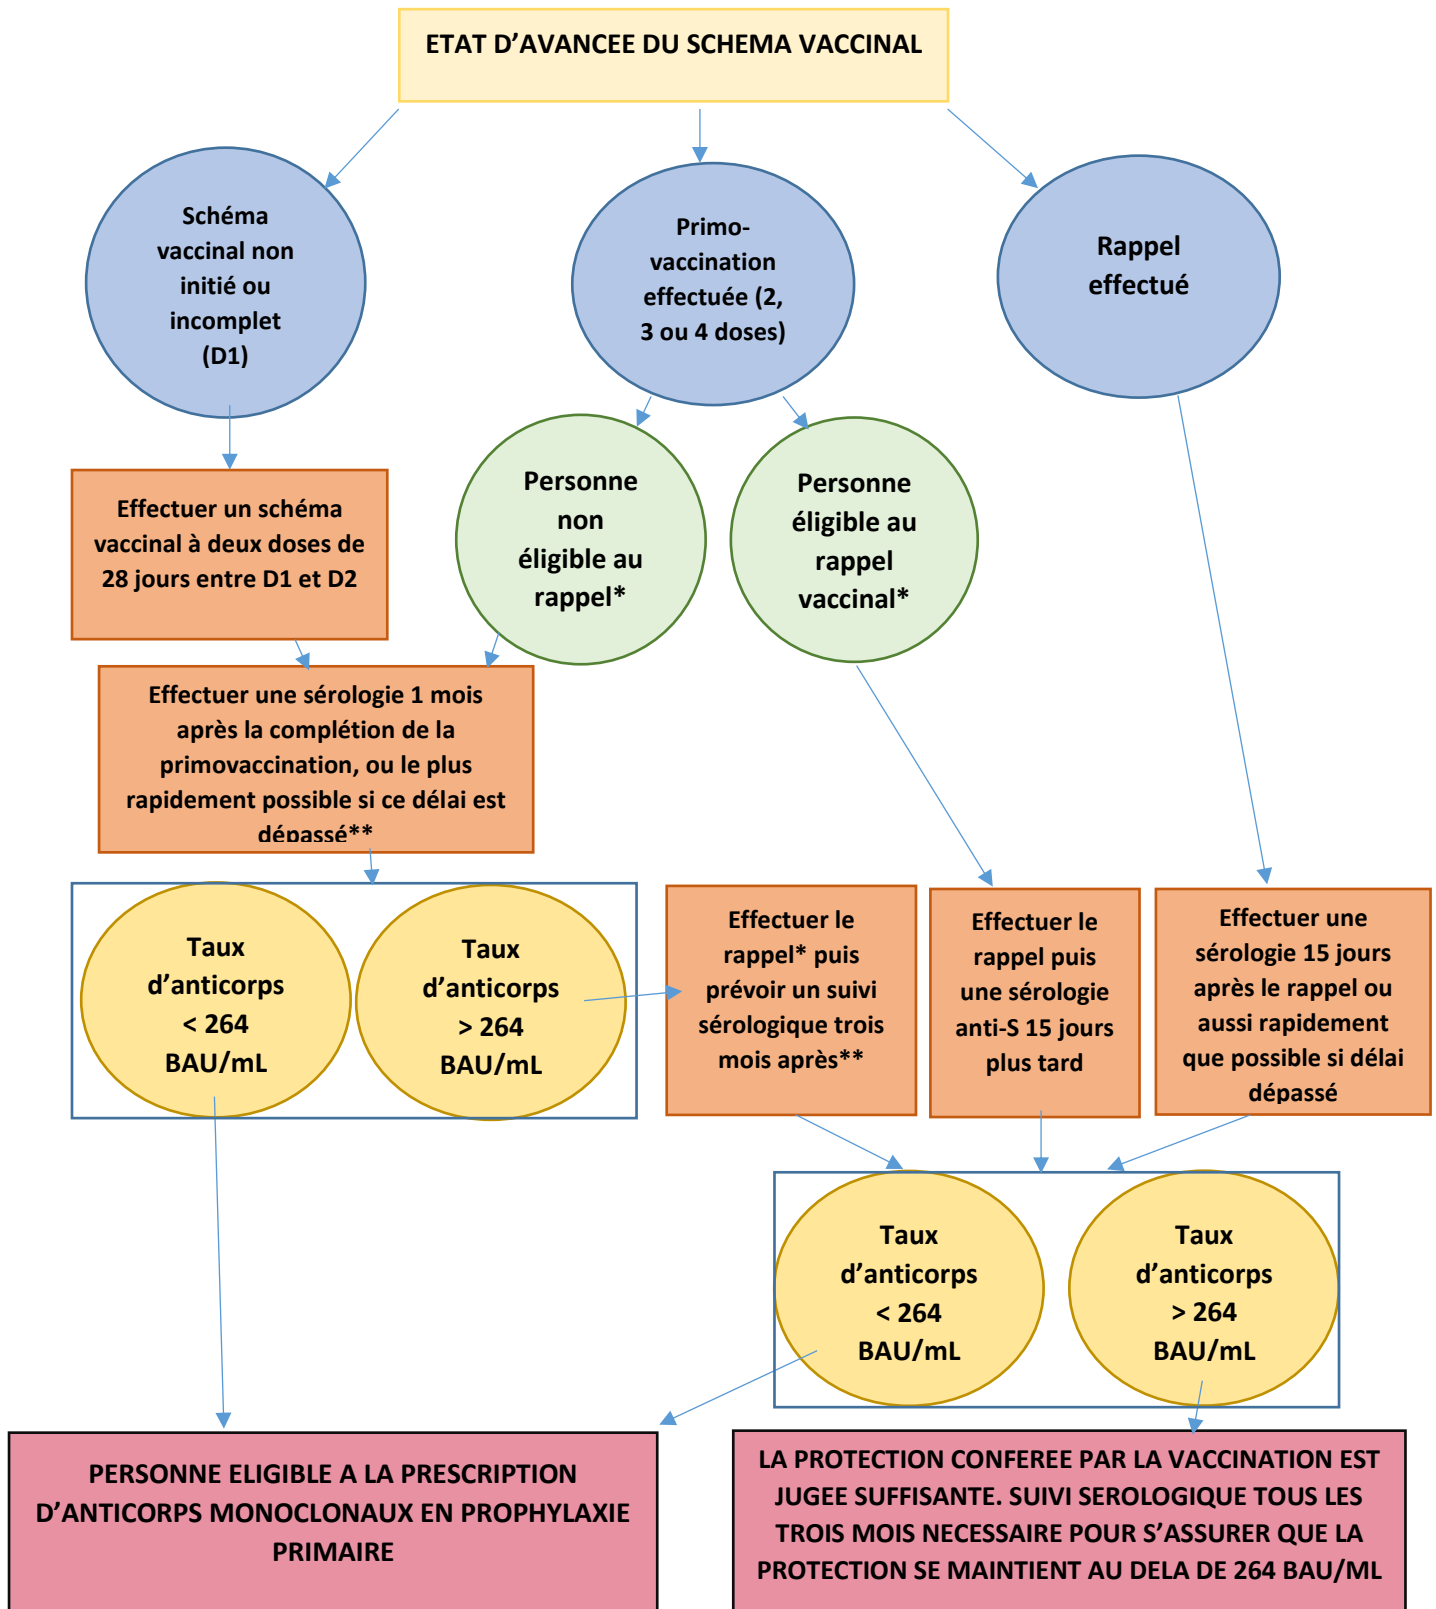 ETAT D’AVANCEE DU SCHEMA VACCINAL
Schéma
vaccinal non
initié ou
incomplet
(D1)
Primo-
vaccination
effectuée (2,
3 ou 4 doses)
Rappel
effectué
Personne
non
éligible au
rappel*
Personne
éligible au
rappel
vaccinal*
Effectuer un schéma
vaccinal à deux doses de
28 jours entre D1 et D2
Effectuer une sérologie 1 mois
après la complétion de la
primovaccination, ou le plus
rapidement possible si ce délai est
dépassé**
Taux
d’anticorps
< 264
BAU/mL
Taux
d’anticorps
> 264
BAU/mL
Effectuer le
rappel* puis
prévoir un suivi
sérologique trois
mois après**
Effectuer le
rappel puis
une sérologie
anti-S 15 jours
plus tard
Effectuer une
sérologie 15 jours
après le rappel ou
aussi rapidement
que possible si délai
dépassé
Taux
d’anticorps
< 264
BAU/mL
Taux
d’anticorps
> 264
BAU/mL
PERSONNE ELIGIBLE A LA PRESCRIPTION
D’ANTICORPS MONOCLONAUX EN PROPHYLAXIE
PRIMAIRE
LA PROTECTION CONFEREE PAR LA VACCINATION EST
JUGEE SUFFISANTE. SUIVI SEROLOGIQUE TOUS LES
TROIS MOIS NECESSAIRE POUR S’ASSURER QUE LA
PROTECTION SE MAINTIENT AU DELA DE 264 BAU/ML